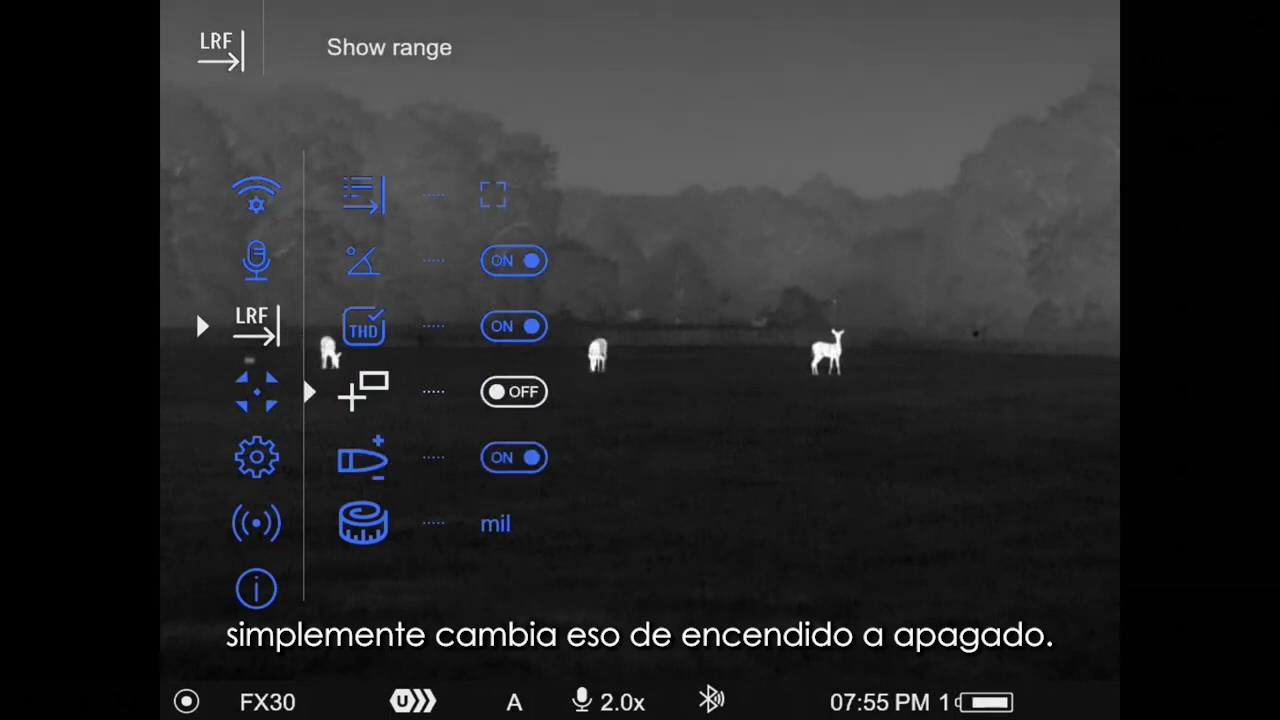 LRF
Show range
ON
LRF
THD
ON
OFF
ON
mil
simplemente cambia eso de encendido a apagado.
FX30
U
A
2.0x
07:55 PM
1